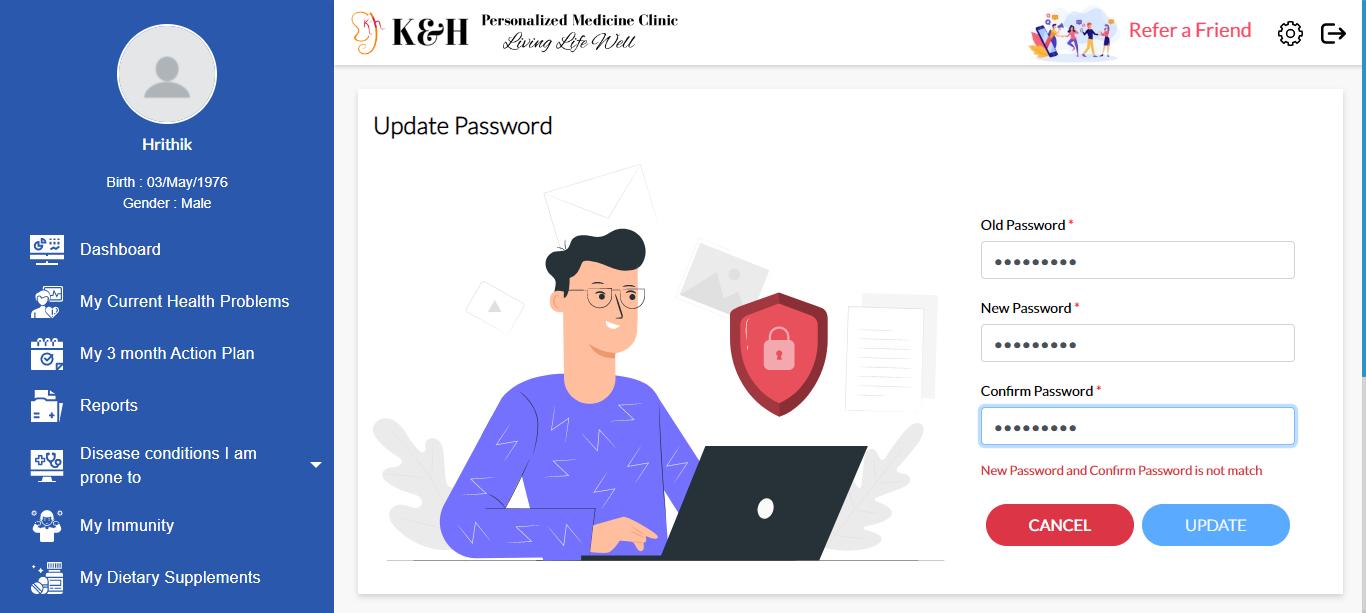 Hrithik
Birth : 03/May/1976
Gender : Male
Dashboard
My Current Health Problems
My 3 month Action Plan
Reports
Disease conditions I am
prone to
My Immunity
My Dietary Supplements
Kh
K&H
Personalized Medicine Clinic
Living Life Well
Refer a Friend
Update Password
Old Password *
•••••••••
New Password *
•••••••••
Confirm Password *
•••••••••
New Password and Confirm Password is not match
CANCEL
UPDATE